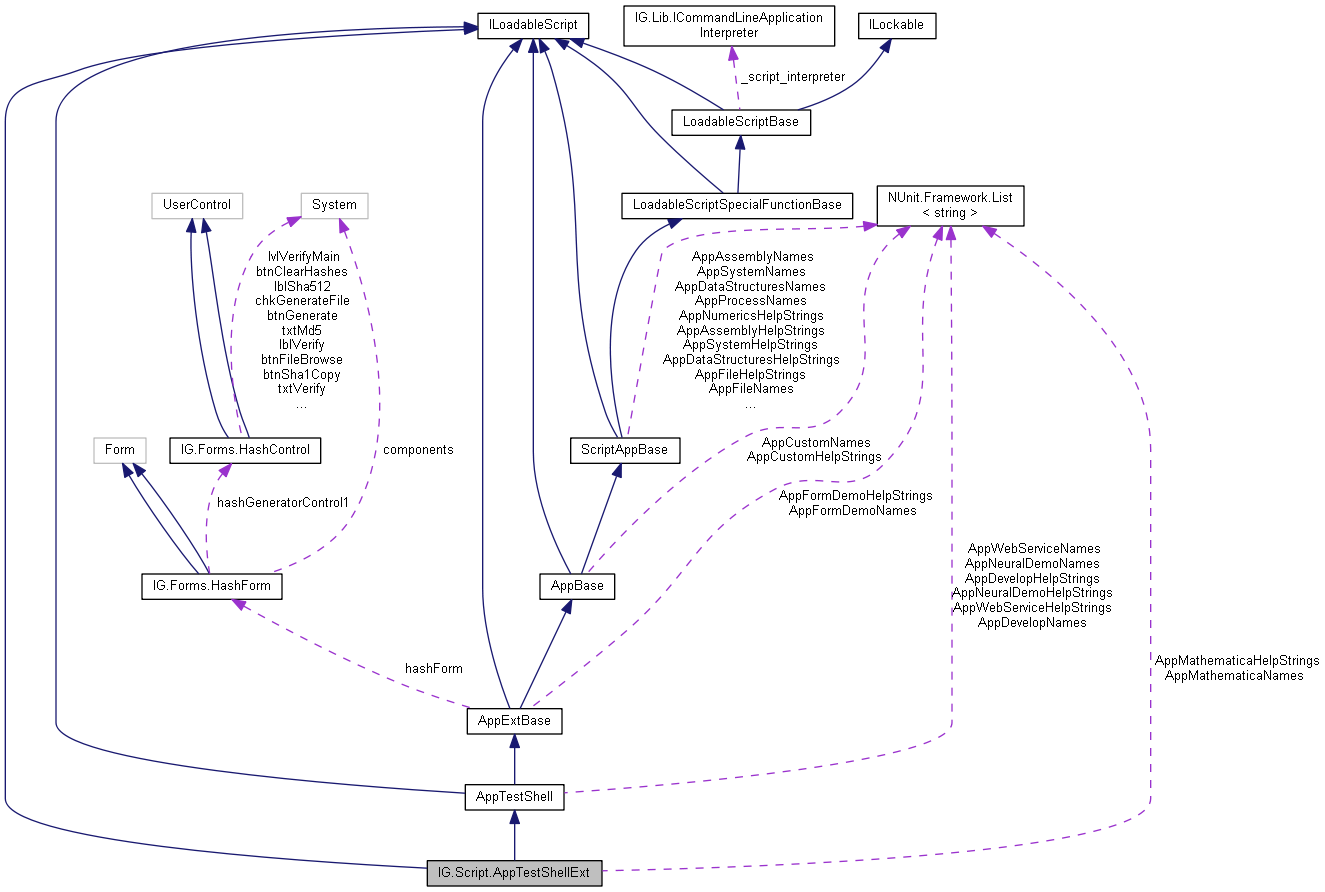 ILoadableScript
IG.Lib.ICommandLineApplication
Interpreter
ILockable
_script_interpreter
LoadableScriptBase
UserControl
System
LoadableScriptSpecialFunctionBase
NUnit.Framework.List
< string >
lvlVerifyMain
btnClearHashes
lblSha512
chkGenerateFile
btnGenerate
txtMd5
lblVerify
btnFileBrowse
btnSha1Copy
txtVerify
...
AppAssemblyNames
AppSystemNames
AppDataStructuresNames
AppProcessNames
AppNumericsHelpStrings
AppAssemblyHelpStrings
AppSystemHelpStrings
AppDataStructuresHelpStrings
AppFileHelpStrings
AppFileNames
...
Form
IG.Forms.HashControl
components
ScriptAppBase
AppCustomNames
AppCustomHelpStrings
hashGeneratorControl1
AppFormDemoHelpStrings
AppFormDemoNames
IG.Forms.HashForm
AppBase
AppWebServiceNames
AppNeuralDemoNames
AppDevelopHelpStrings
AppNeuralDemoHelpStrings
AppWebServiceHelpStrings
AppDevelopNames
hashForm
AppMathematicaHelpStrings
AppMathematicaNames
AppExtBase
AppTestShell
IG.Script.AppTestShellExt